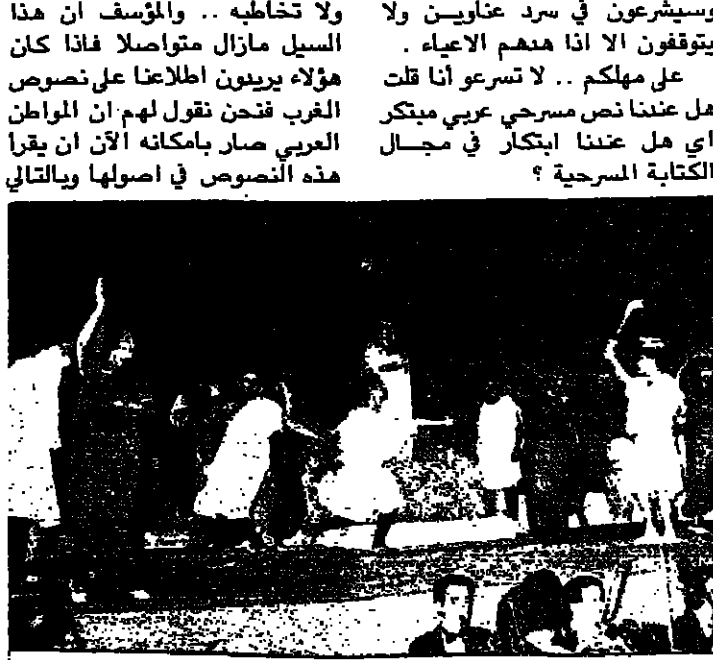 وسيشرعون في سرد عناويـن ولا
يتوقفون الا اذا هدهم الاعياء .
على مهلكم .. لا تسرعو أنا قلت
هل عندنا نص مسرحي عربي مبتكر
اي هل عندنا ابتكار في مجـــال
الكتابة المسرحية ؟
ولا تخاطبه .. والمؤسف ان هذا
السيل مازال متواصلا فاذا كان
هؤلاء يريدون اطلاعنا على نصوص
الغرب فنحن نقول لهم ان المواطن
العربي صار بامكانه الآن ان يقرا
هذه النصوص في اصولها وبالتالي